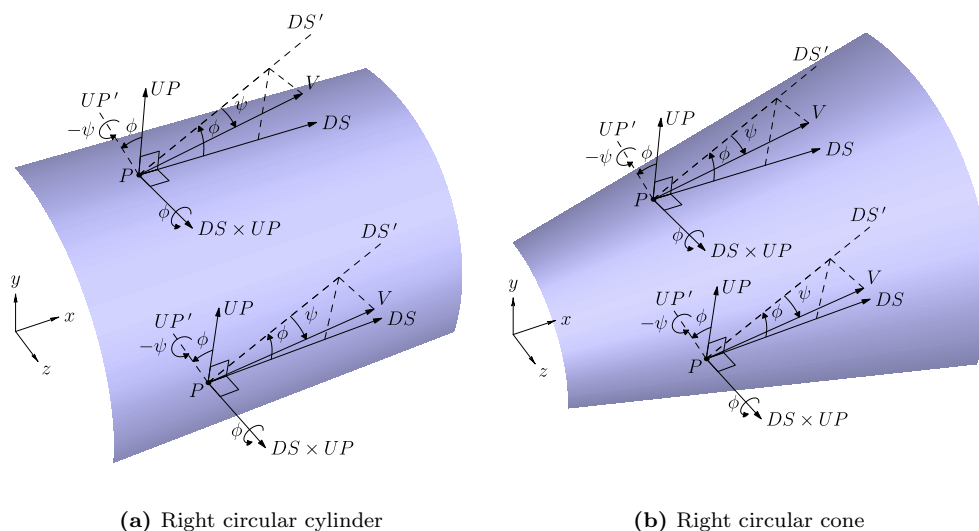 DS′
UP
UP′
V
−ψ
ϕ
ψ
ϕ
DS
P
ϕ
DS × UP
DS′
UP
UP′
ϕ
ψ
V
−ψ
ϕ
DS
P
ϕ
DS × UP
y
x
z
(a) Right circular cylinder
DS′
UP
UP′
V
−ψ
ϕ
ψ
ϕ
DS
P
ϕ
DS × UP
DS′
UP
UP′
ϕ
ψ
V
−ψ
ϕ
DS
P
ϕ
DS × UP
y
x
z
(b) Right circular cone